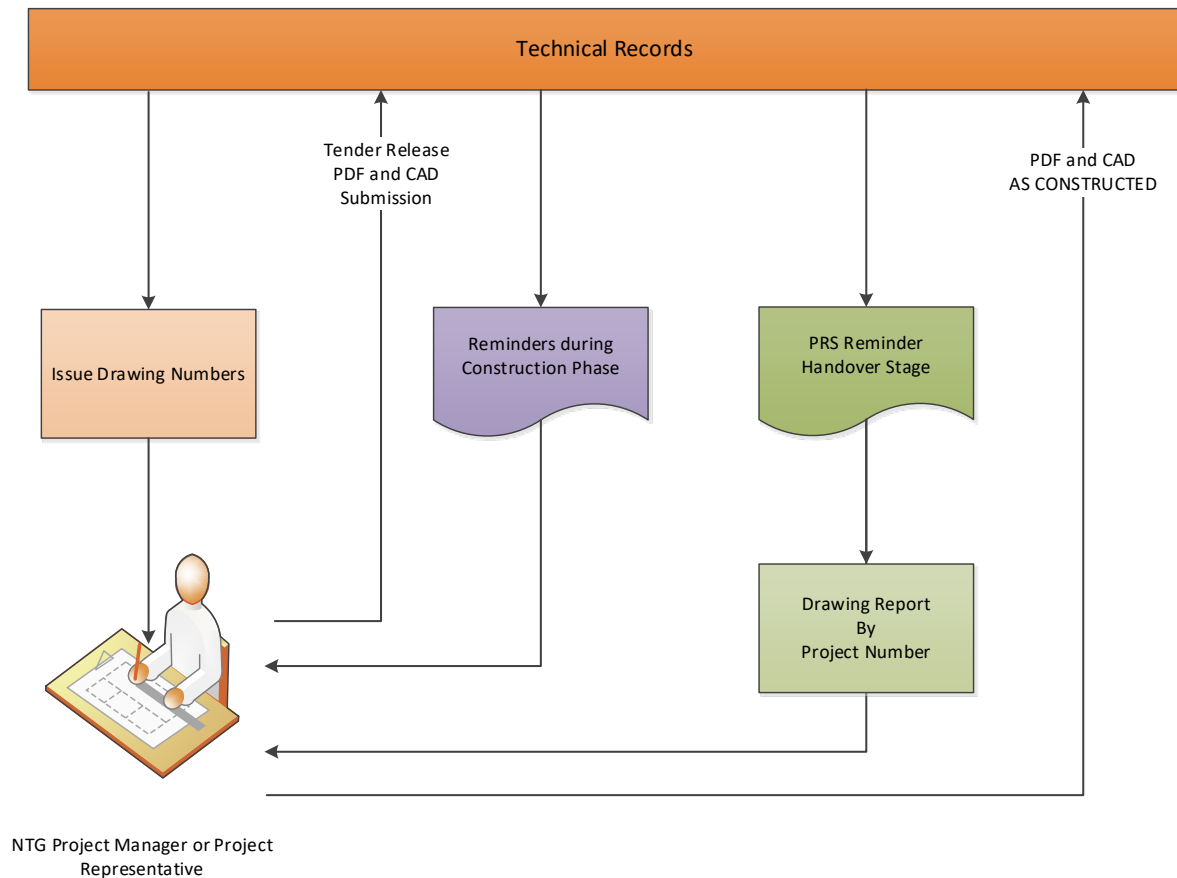 Technical Records
Tender Release
PDF and CAD
Submission
PDF and CAD
AS CONSTRUCTED
Issue Drawing Numbers
Reminders during
Construction Phase
PRS Reminder
Handover Stage
Drawing Report
By
Project Number
NTG Project Manager or Project
Representative